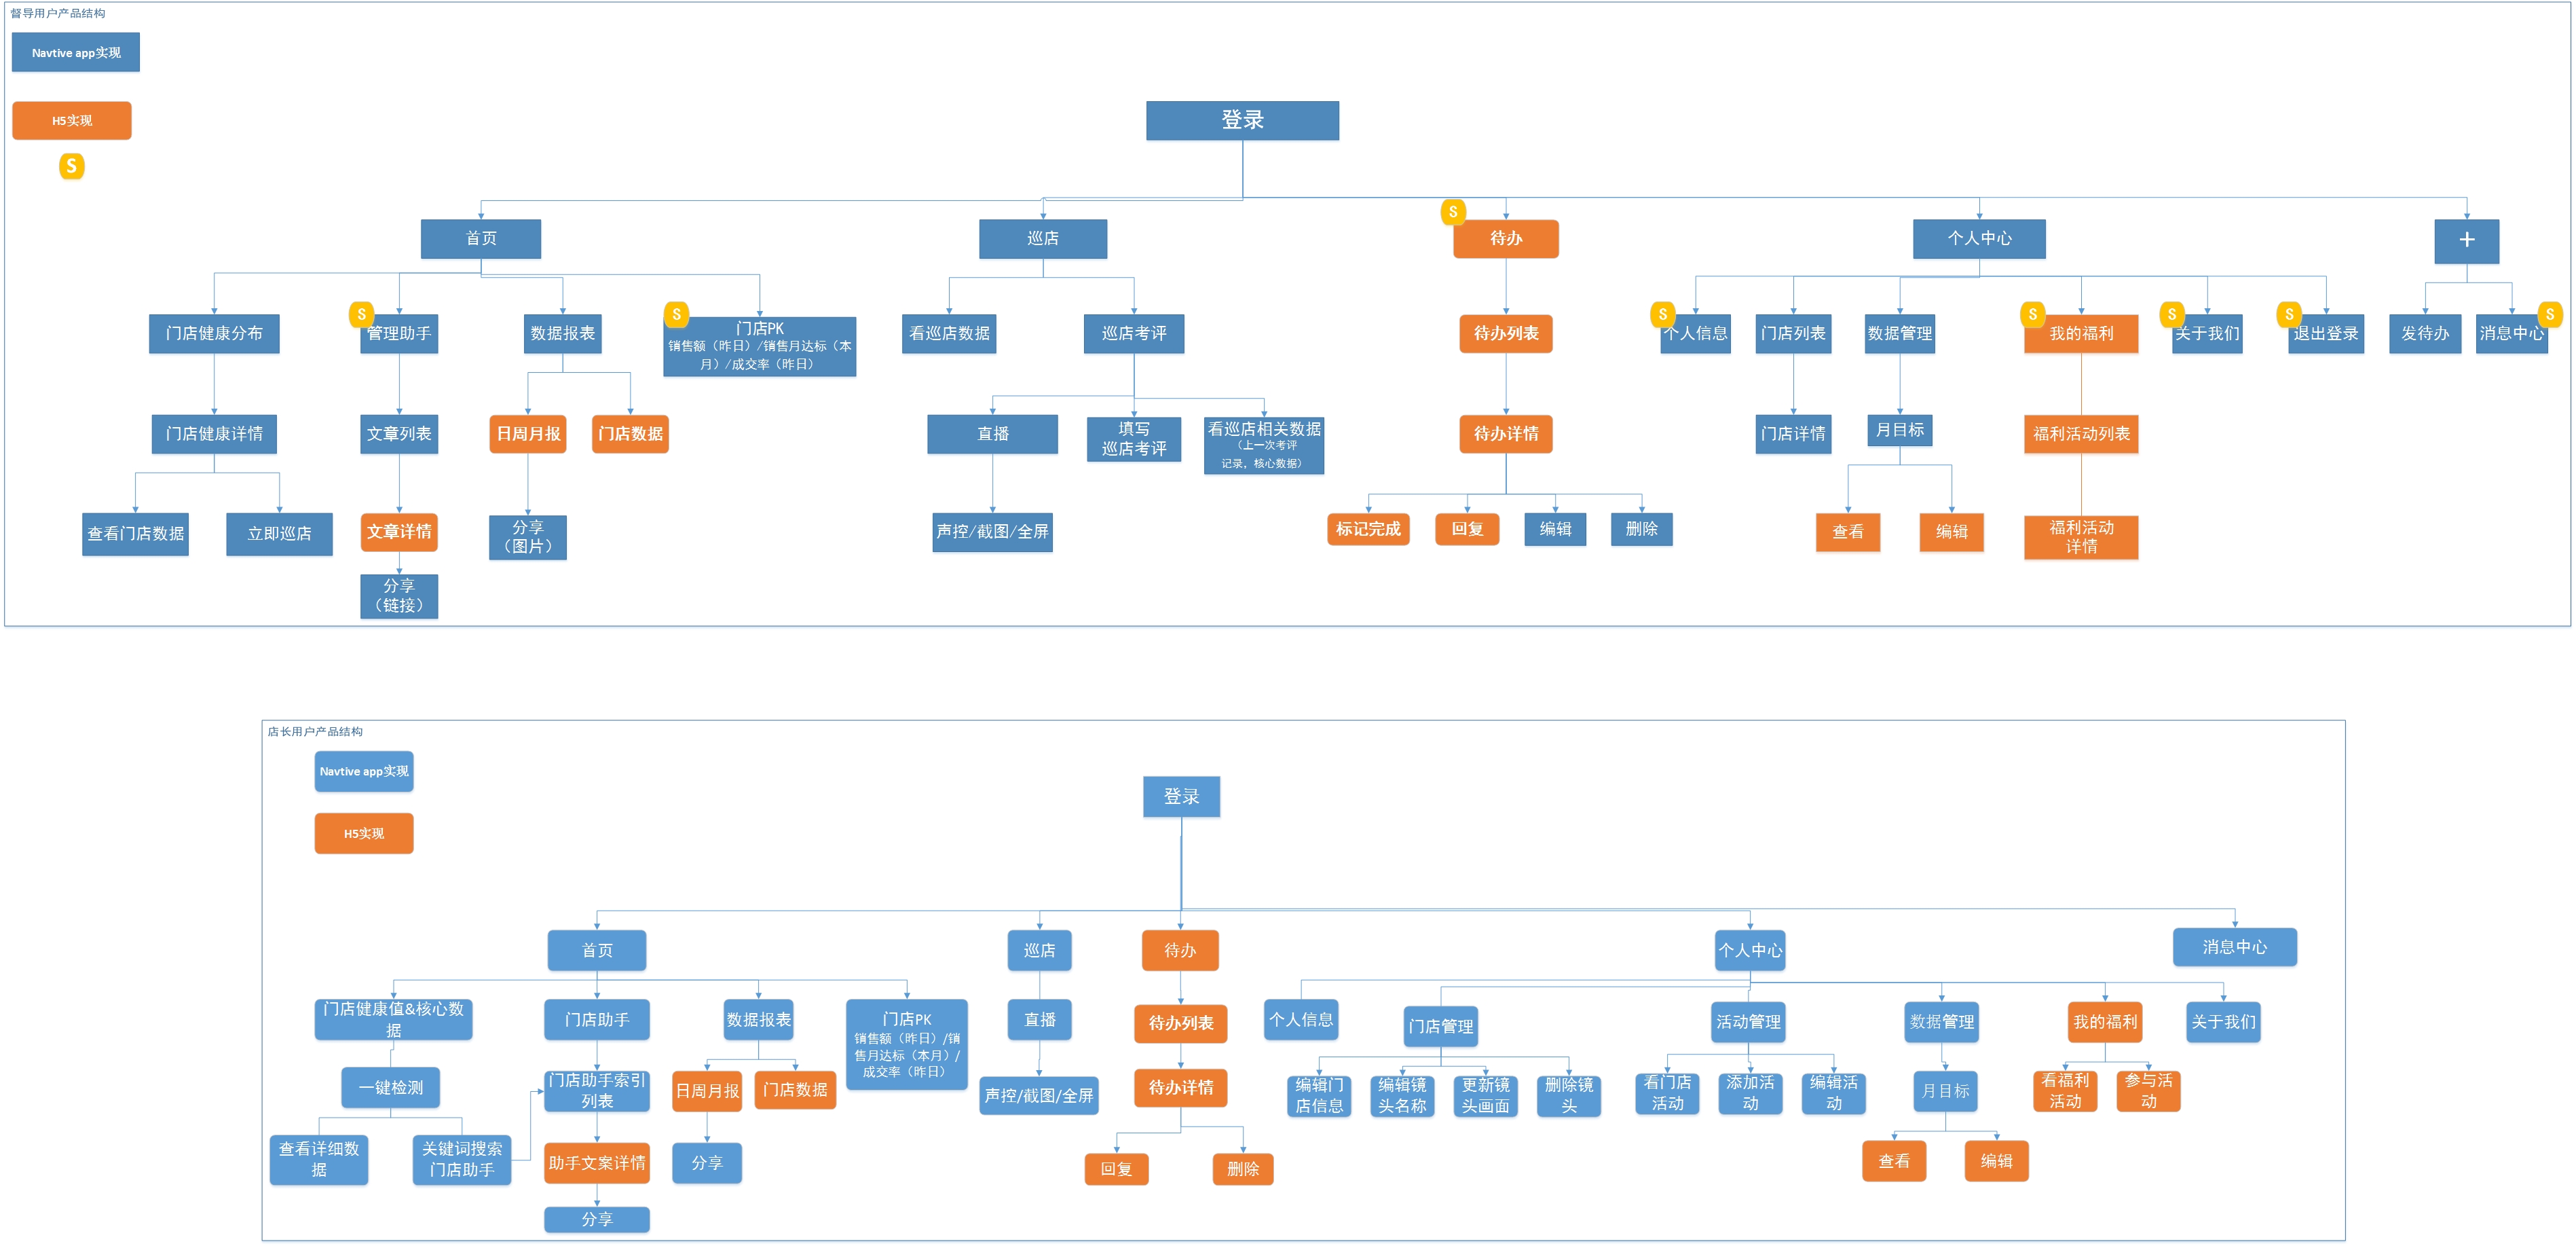 督导用户产品结构
Navtive app实现
H5实现
S
登录
首页
巡店
S
待办
个人中心
+
门店健康分布
S
管理助手
数据报表
S
门店PK
销售额（昨日）/销售月达标（本
月）/成交率（昨日）
看巡店数据
巡店考评
待办列表
S
个人信息
门店列表
数据管理
S
我的福利
S
关于我们
S
退出登录
发待办
消息中心
S
门店健康详情
文章列表
日周月报
门店数据
直播
填写
巡店考评
看巡店相关数据
（上一次考评
记录，核心数据）
待办详情
门店详情
月目标
福利活动列表
查看门店数据
立即巡店
文章详情
分享
（图片）
声控/截图/全屏
标记完成
回复
编辑
删除
查看
编辑
福利活动
详情
分享
（链接）
店长用户产品结构
Navtive app实现
H5实现
登录
首页
巡店
待办
个人中心
消息中心
门店健康值&核心数
据
门店助手
数据报表
门店PK
销售额（昨日）/销
售月达标（本月）/
成交率（昨日）
直播
待办列表
个人信息
门店管理
活动管理
数据管理
我的福利
关于我们
一键检测
门店助手索引
列表
日周月报
门店数据
声控/截图/全屏
待办详情
编辑门
店信息
编辑镜
头名称
更新镜
头画面
删除镜
头
看门店
活动
添加活
动
编辑活
动
月目标
看福利
活动
参与活
动
查看详细数
据
关键词搜索
门店助手
助手文案详情
分享
回复
删除
查看
编辑
分享